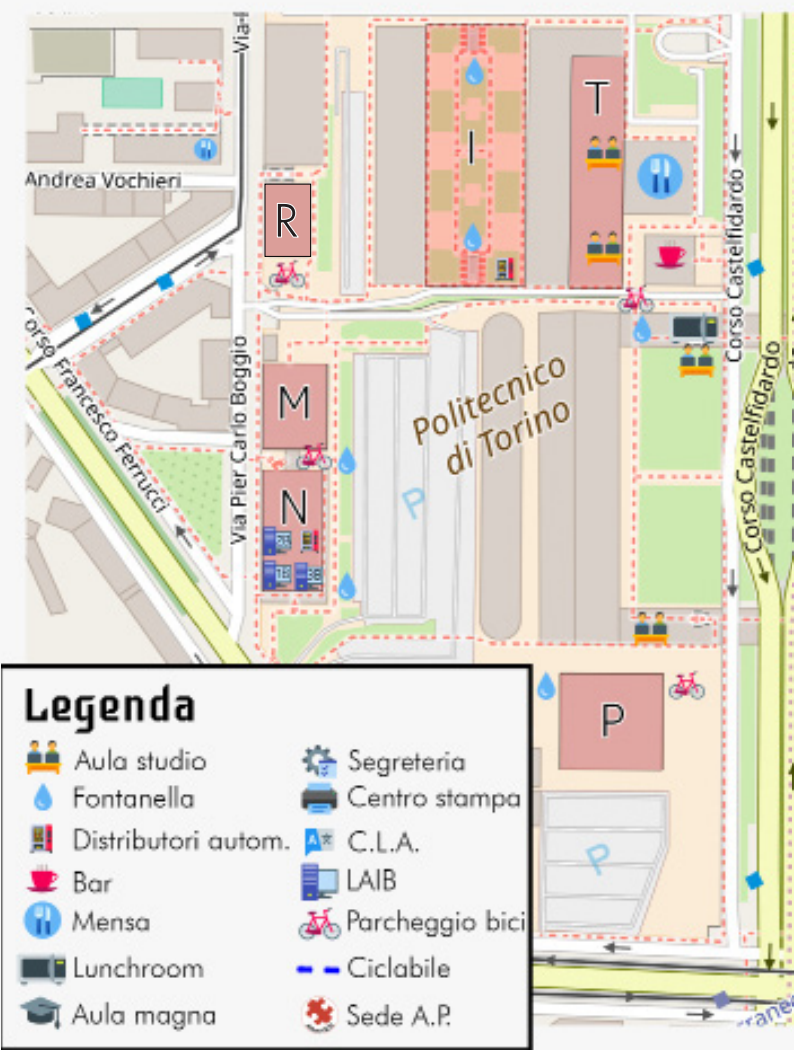 Via
T
I
Andrea Vochieri
R
Corso Castelfidardo
Corso Francesco Ferrucci
Via Pier Carlo Boggio
M
Politecnico
di Torino
Corso Castelfidardo
P
N
P
P
Legenda
Aula studio
Fontanella
Distributori autom.
Bar
Mensa
Lunchroom
Aula magna
Segreteria
Centro stampa
C.L.A.
LAIB
Parcheggio bici
Ciclabile
Sede A.P.